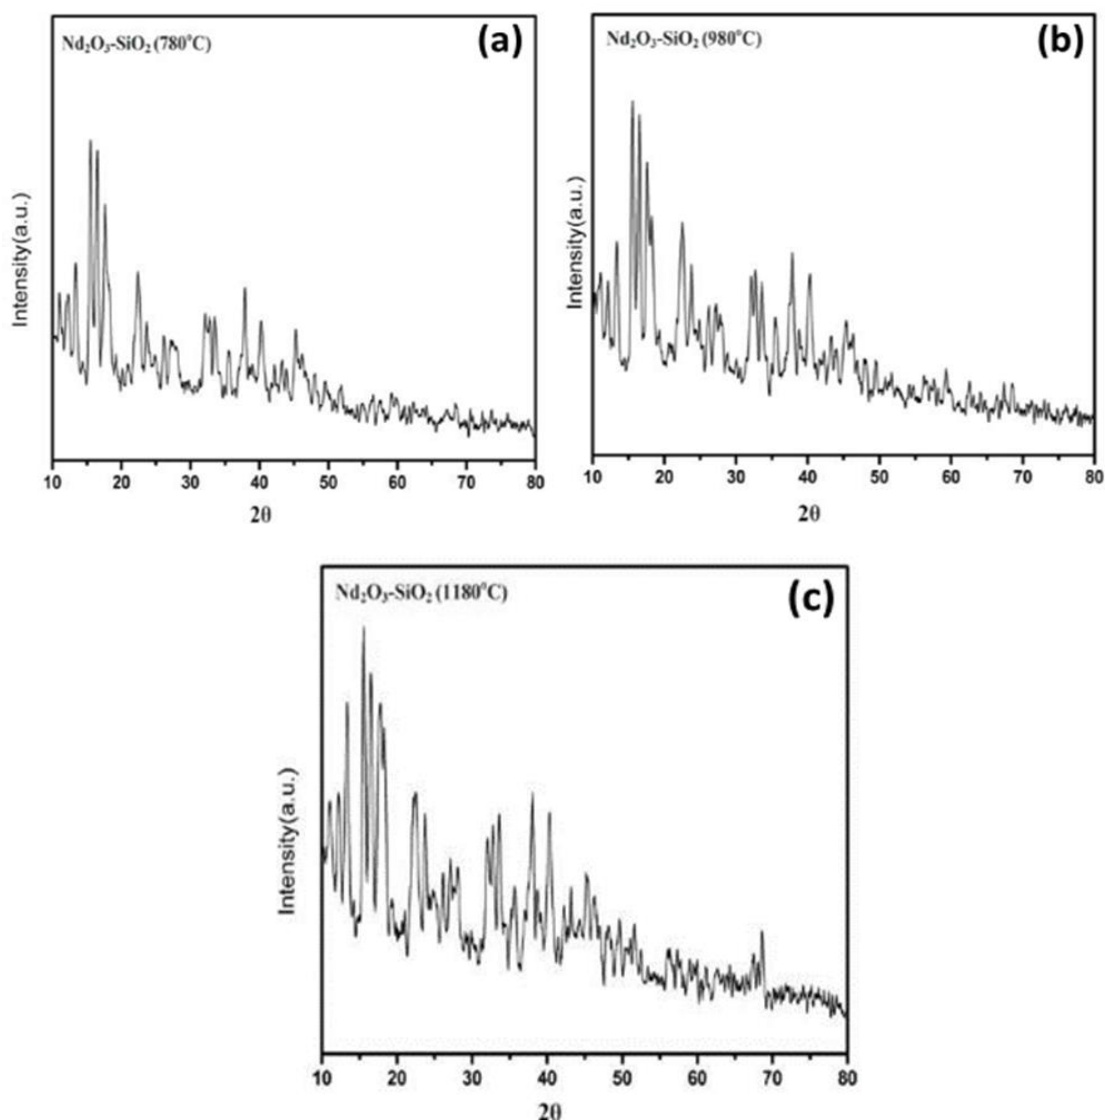 Nd₂O₃-SiO₂ (780°C)
(a)
Intensity(a.u.)
10 20 30 40 50 60 70 80
2θ
Nd₂O₃-SiO₂ (980°C)
(b)
Intensity(a.u.)
10 20 30 40 50 60 70 80
2θ
Nd₂O₃-SiO₂ (1180°C)
(c)
Intensity(a.u.)
10 20 30 40 50 60 70 80
2θ